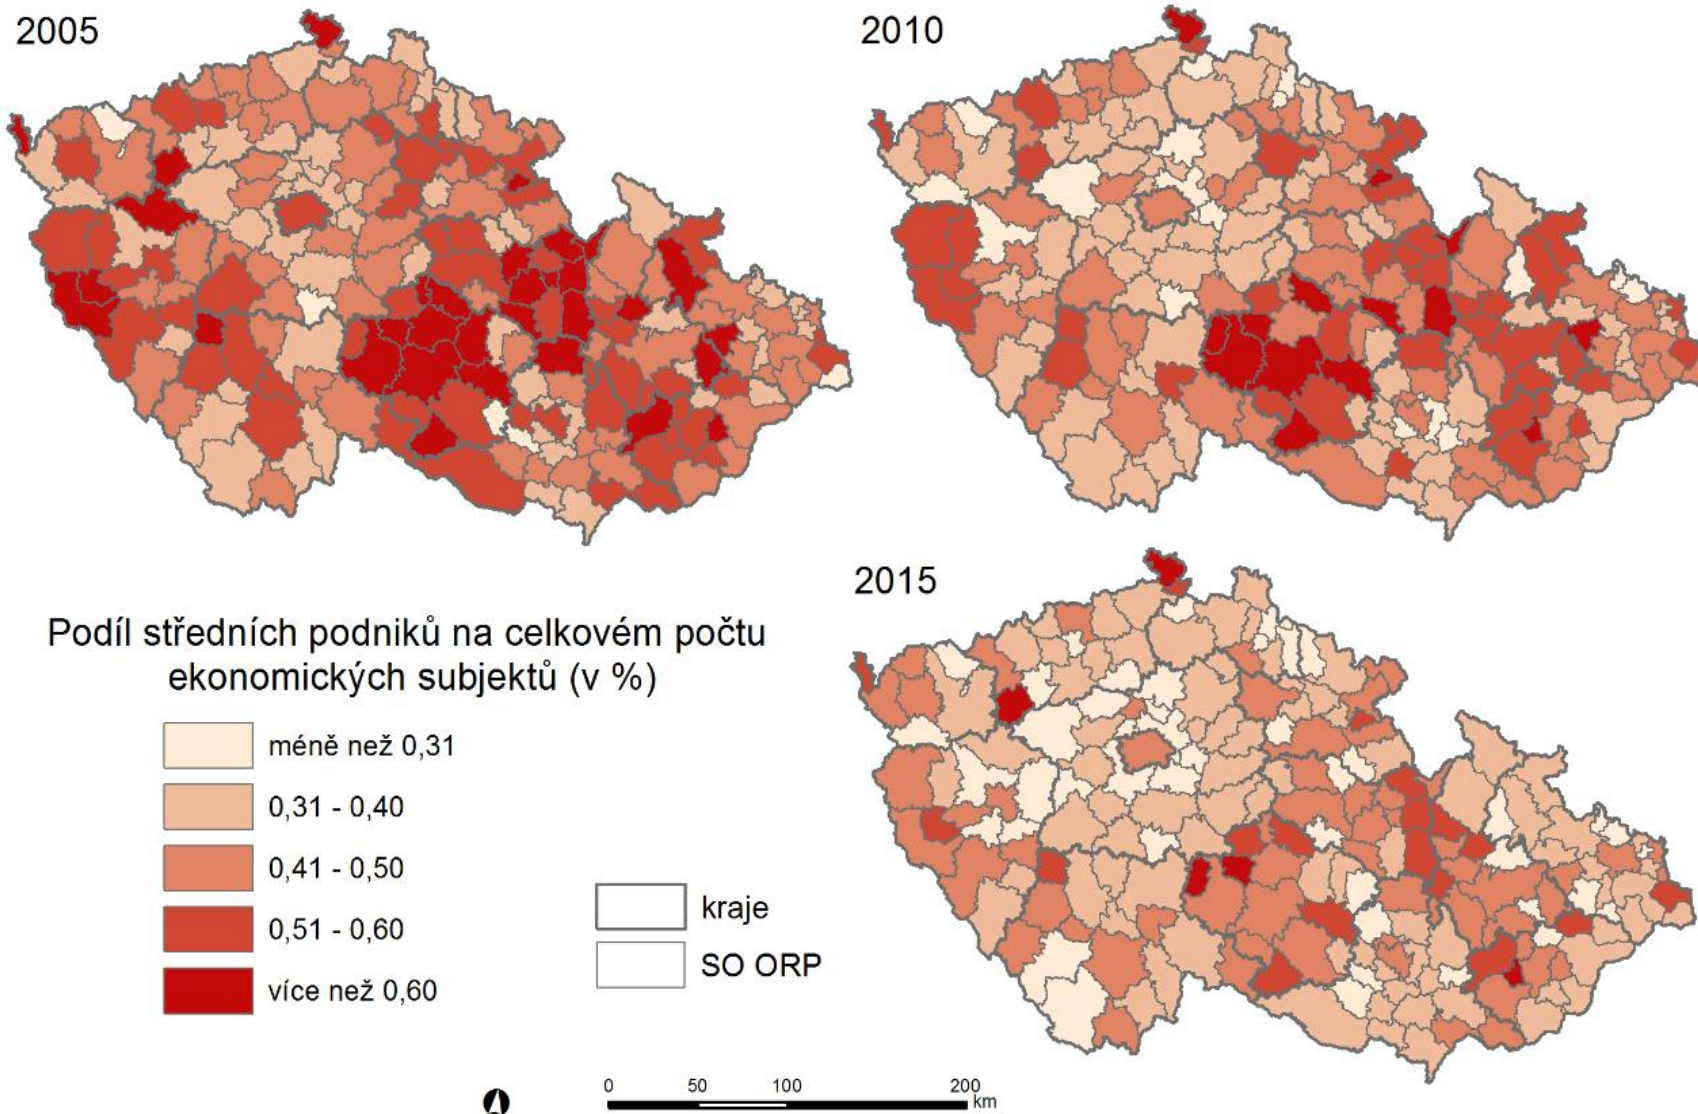 2005
2010
2015
Podíl středních podniků na celkovém počtu
ekonomických subjektů (v %)
méně než 0,31
0,31 - 0,40
0,41 - 0,50
0,51 - 0,60
více než 0,60
kraje
SO ORP
0 50 100 200
km